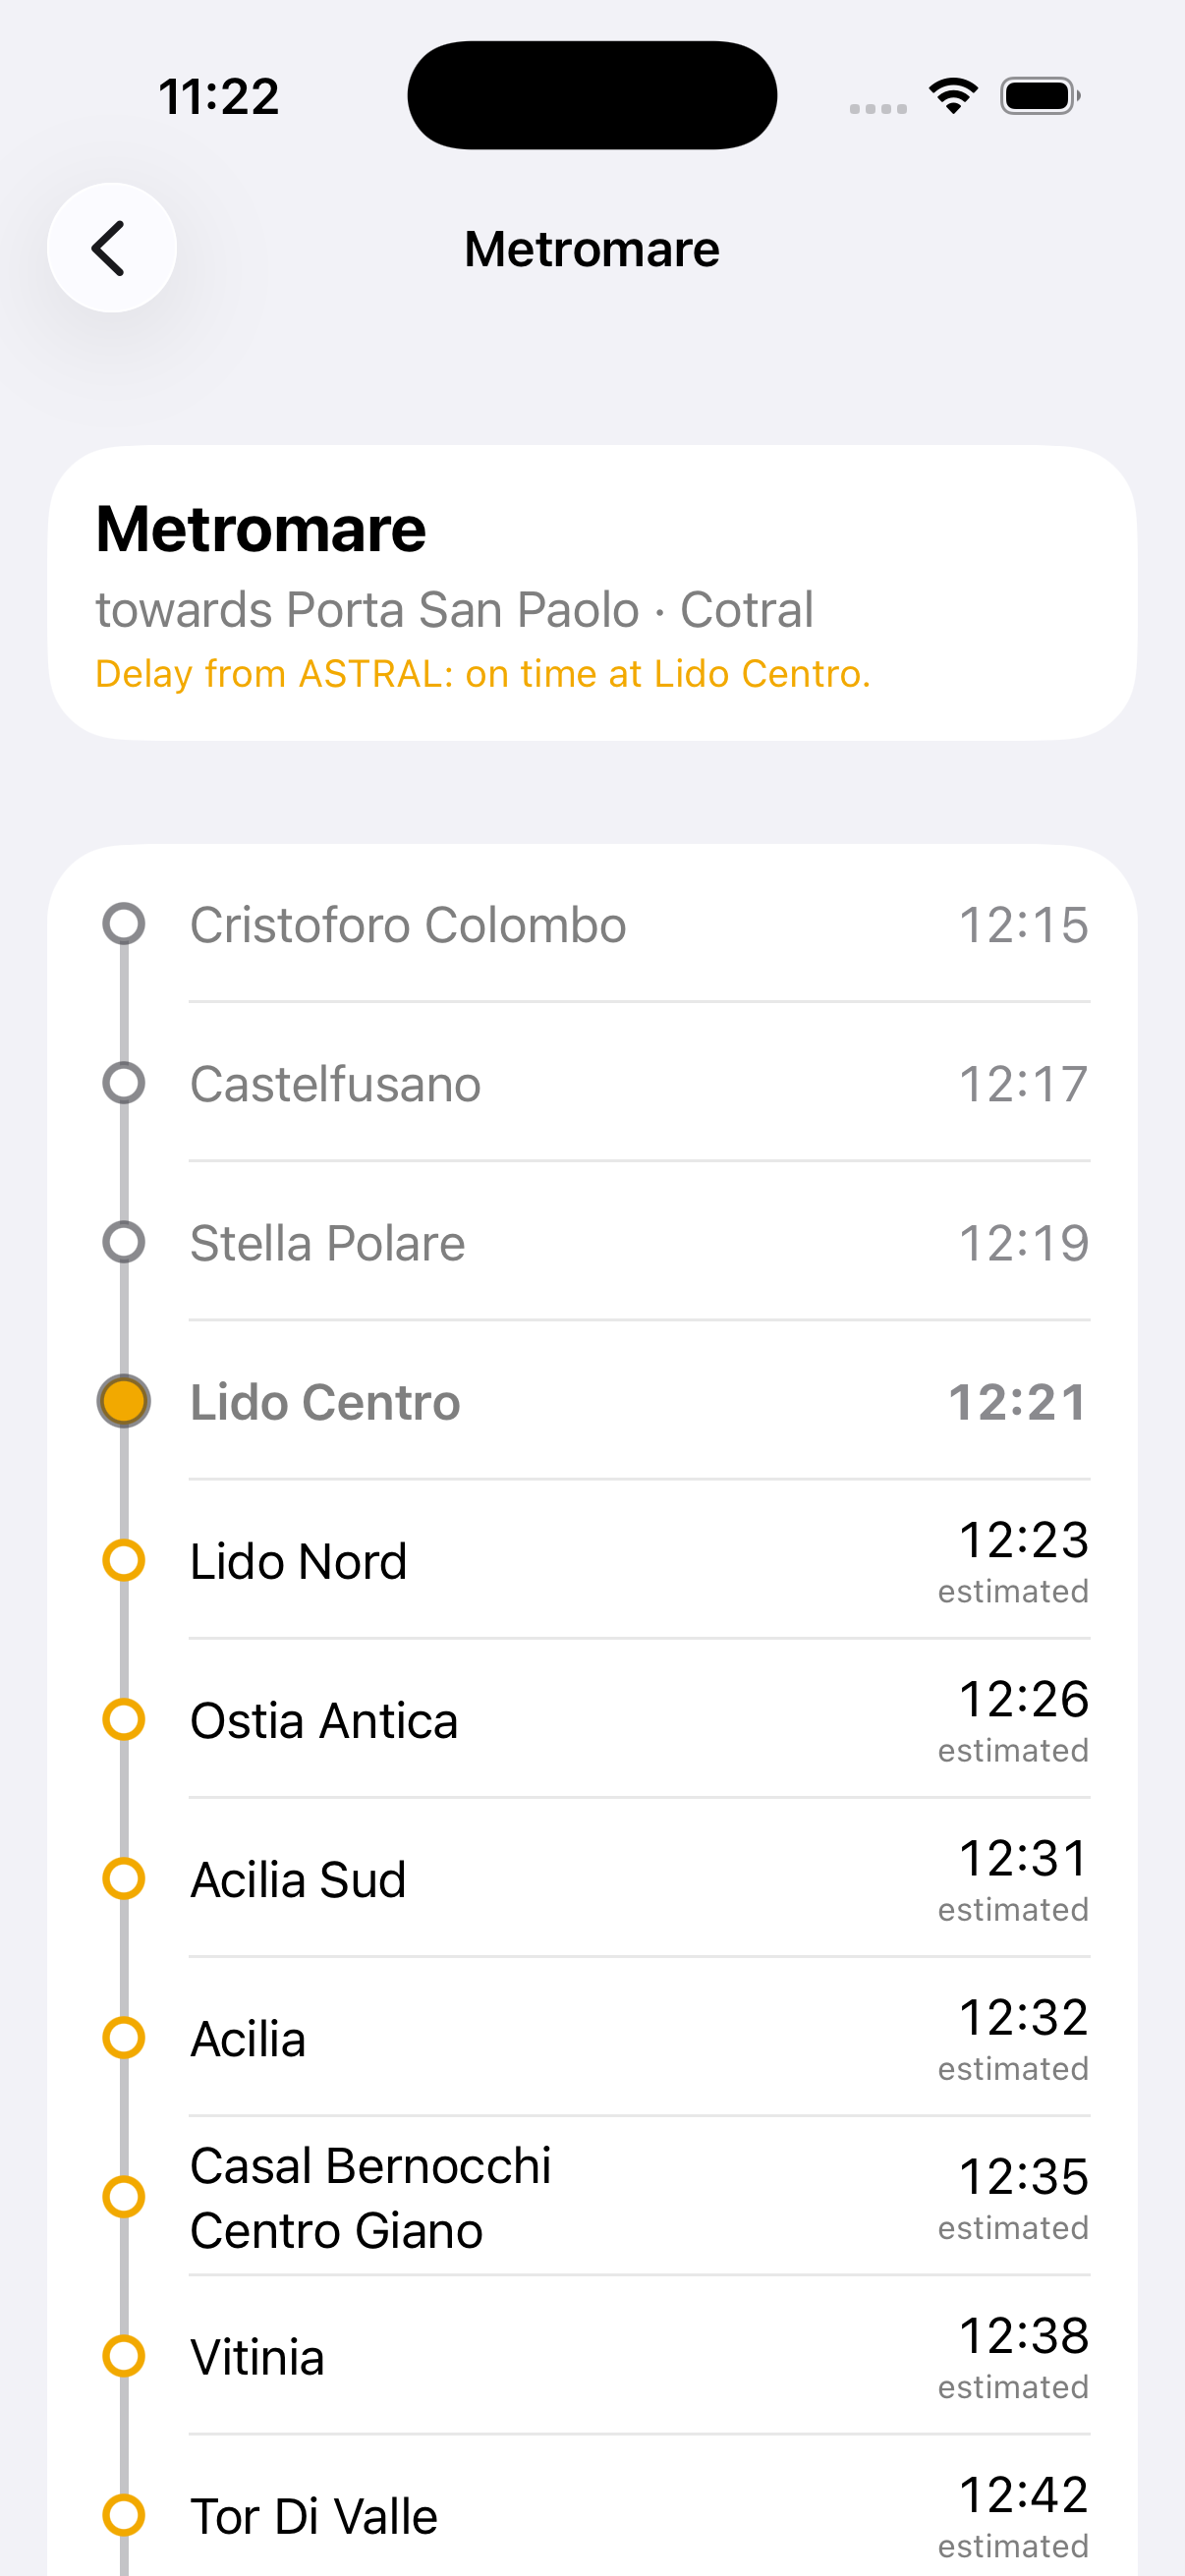 11:22
Metromare
Metromare
towards Porta San Paolo · Cotral
Delay from ASTRAL: on time at Lido Centro.
Cristoforo Colombo 12:15
Castelfusano 12:17
Stella Polare 12:19
Lido Centro 12:21
Lido Nord 12:23
estimated
Ostia Antica 12:26
estimated
Acilia Sud 12:31
estimated
Acilia 12:32
estimated
Casal Bernocchi
Centro Giano 12:35
estimated
Vitinia 12:38
estimated
Tor Di Valle 12:42
estimated